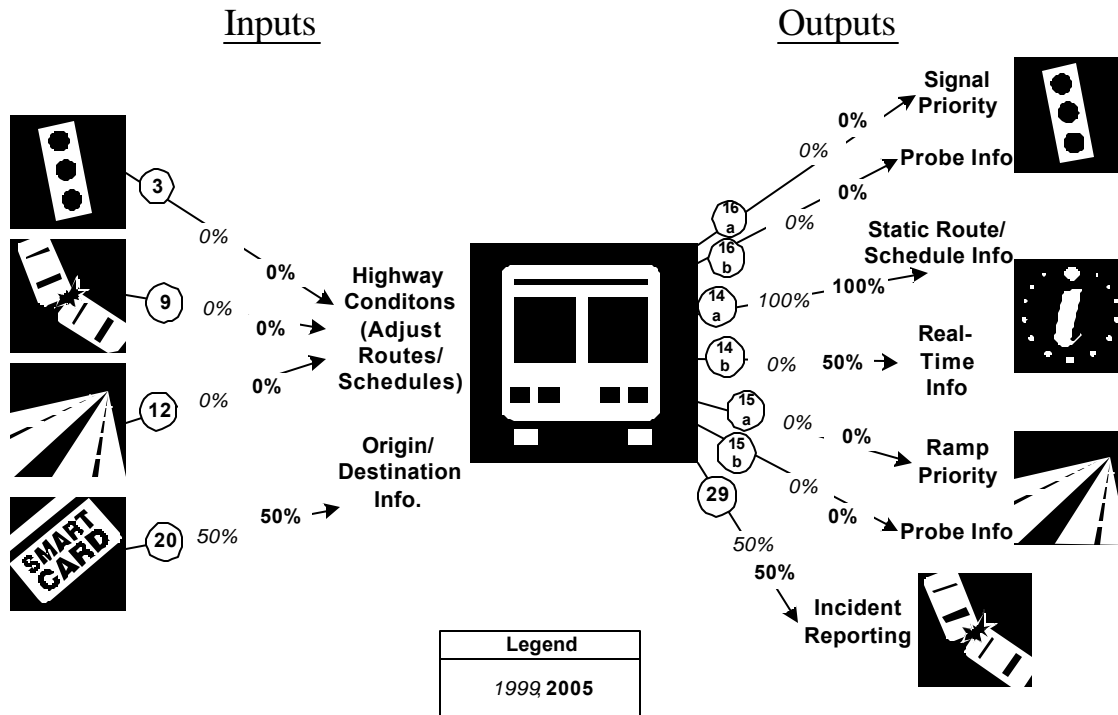 Inputs
Outputs
3
0%
0%
9
0%
0%
12
0%
0%
SMART
CARD
20
50%
50%
Highway
Conditons
(Adjust
Routes/
Schedules)
Origin/
Destination
Info.
16
a
0%
0%
Signal
Priority
16
b
0%
0%
Probe Info
14
a
100%
100%
Static Route/
Schedule Info
14
b
0%
50%
Real-
Time
Info
15
a
0%
0%
Ramp
Priority
15
b
0%
0%
Probe Info
29
50%
50%
Incident
Reporting
Legend
1999, 2005